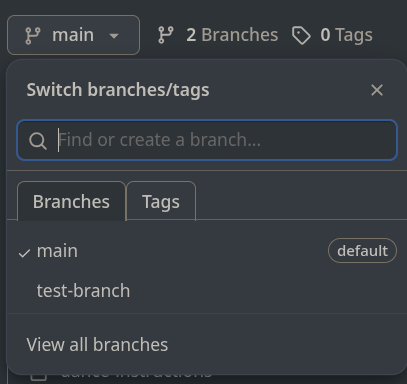 main 2 Branches 0 Tags
Switch branches/tags
Find or create a branch...
Branches Tags
main default
test-branch
View all branches